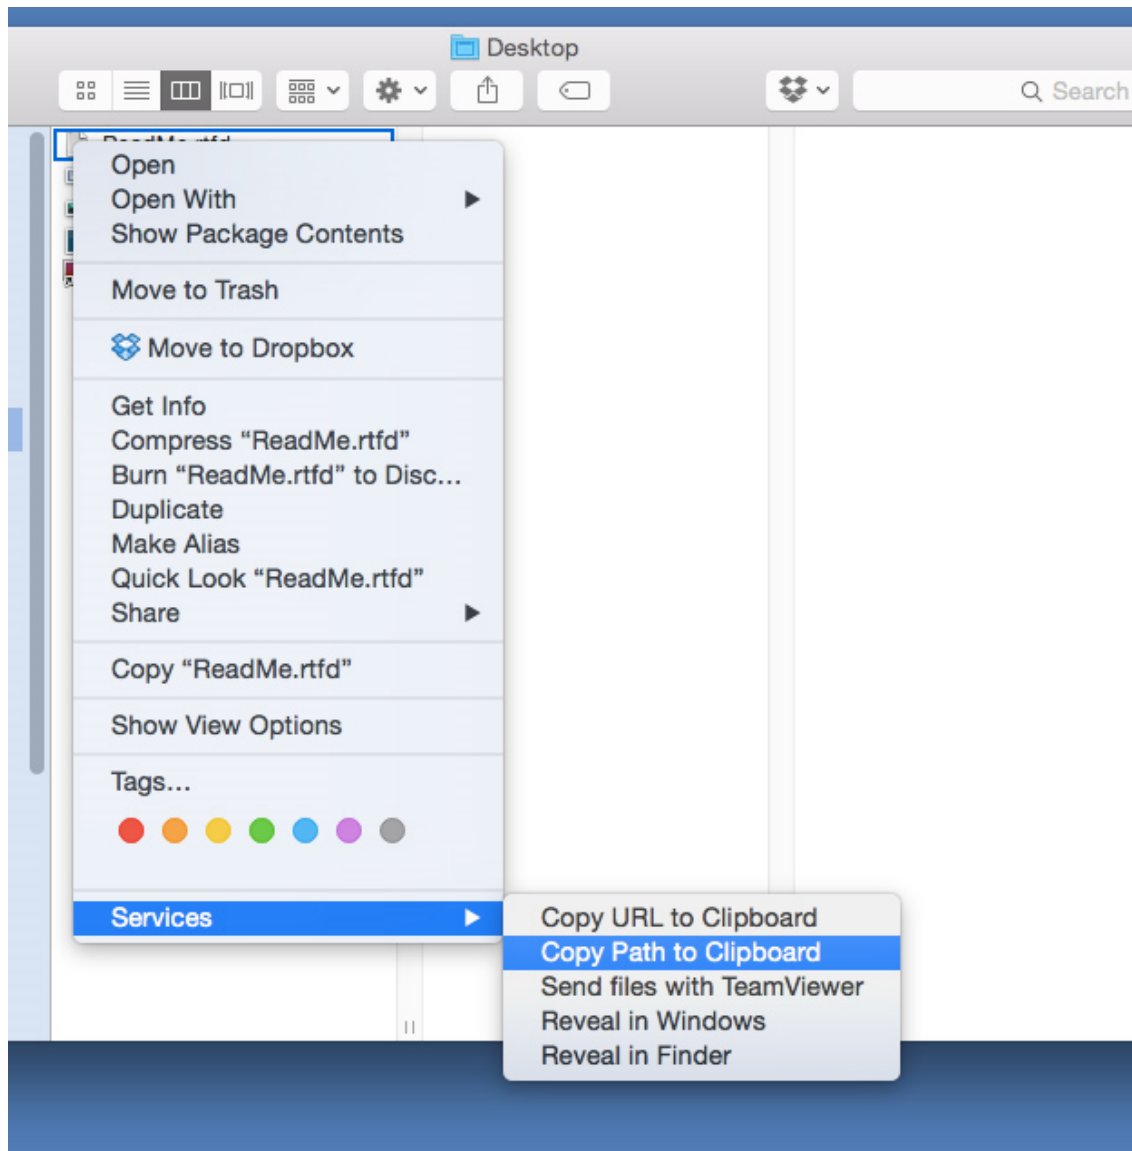 Desktop
Search
ReadMe.rtfd
Open
Open With
Show Package Contents
Move to Trash
Move to Dropbox
Get Info
Compress “ReadMe.rtfd”
Burn “ReadMe.rtfd” to Disc...
Duplicate
Make Alias
Quick Look “ReadMe.rtfd”
Share
Copy “ReadMe.rtfd”
Show View Options
Tags...
Services
Copy URL to Clipboard
Copy Path to Clipboard
Send files with TeamViewer
Reveal in Windows
Reveal in Finder